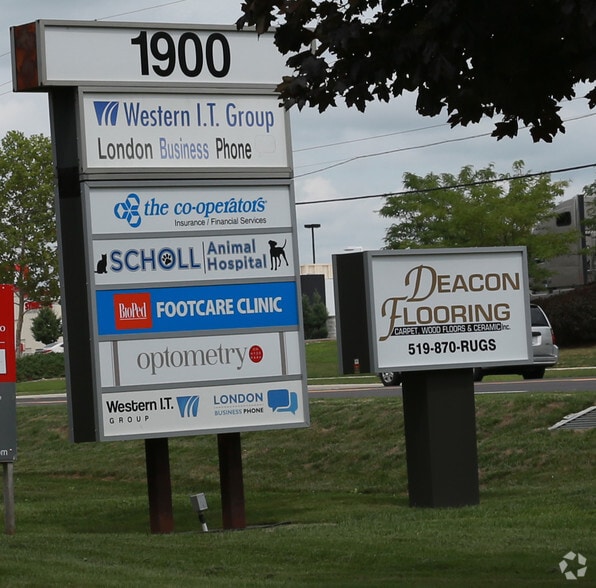 1900
Western I.T. Group
London Business Phone
the co-operators
Insurance / Financial Services
SCHOLL Animal Hospital
BioPed FOOTCARE CLINIC
optometry
Western I.T.
GROUP
LONDON
BUSINESS PHONE
DEACON
FLOORING
CARPET, WOOD FLOORS & CERAMIC INC.
519-870-RUGS